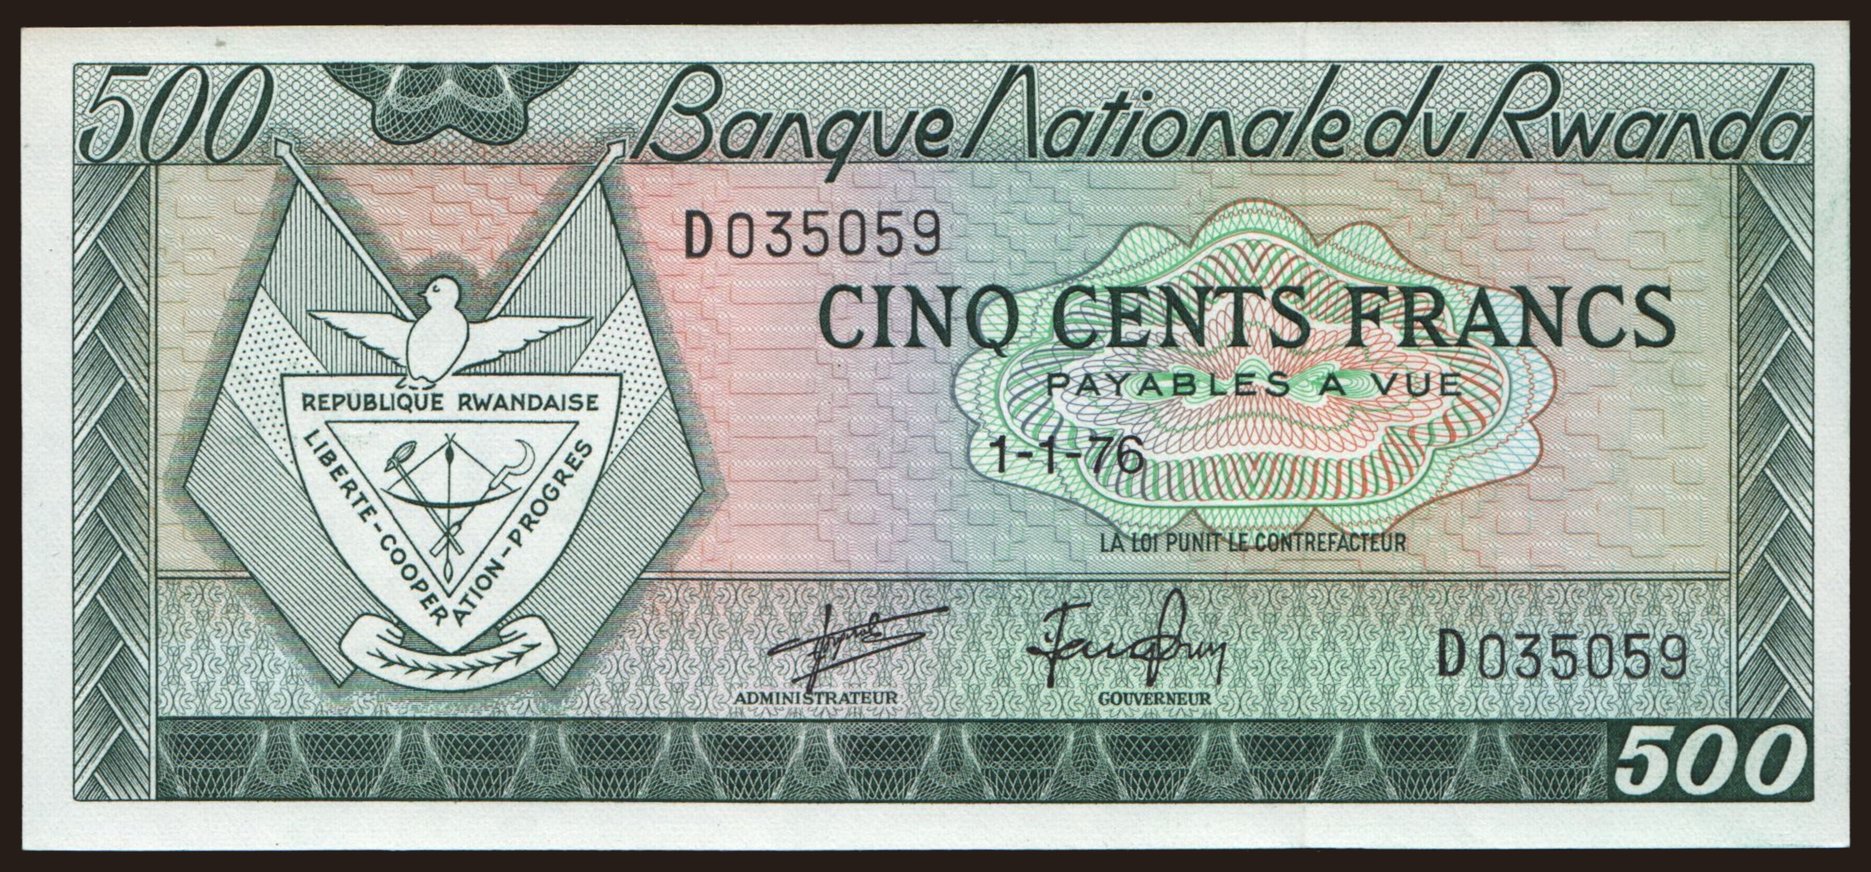 500 Banque Nationale du Rwanda
D035059
CINQ CENTS FRANCS
PAYABLES A VUE
REPUBLIQUE RWANDAISE
LIBERTE-COOPERATION-PROGRES
1-1-76
LA LOI PUNIT LE CONTREFACTEUR
D035059
ADMINISTRATEUR
GOUVERNEUR
500